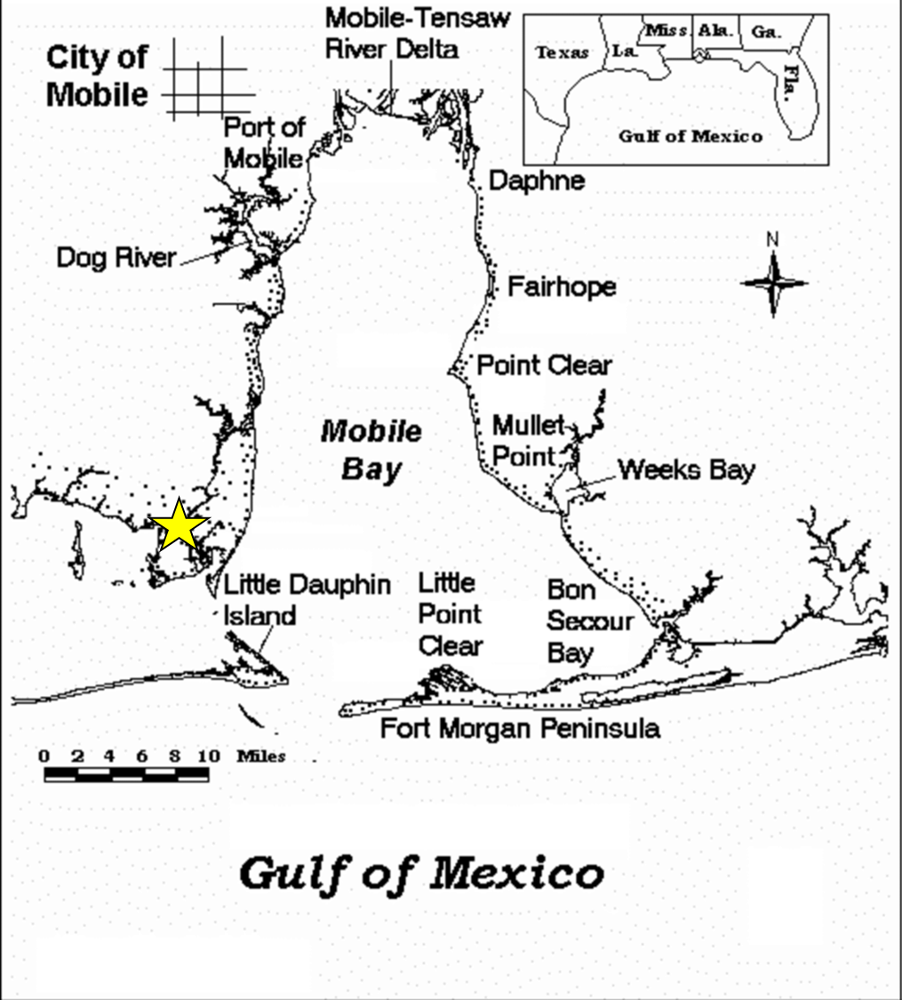 Mobile-Tensaw
River Delta
City of
Mobile
Miss.
Ala.
Ga.
Texas
La.
Fla.
Gulf of Mexico
Port of
Mobile
Daphne
N
Dog River
Fairhope
Point Clear
Mobile
Bay
Mullet
Point
Weeks Bay
Little Dauphin
Island
Little
Point
Clear
Bon
Secour
Bay
Fort Morgan Peninsula
0 2 4 6 8 10 Miles
Gulf of Mexico